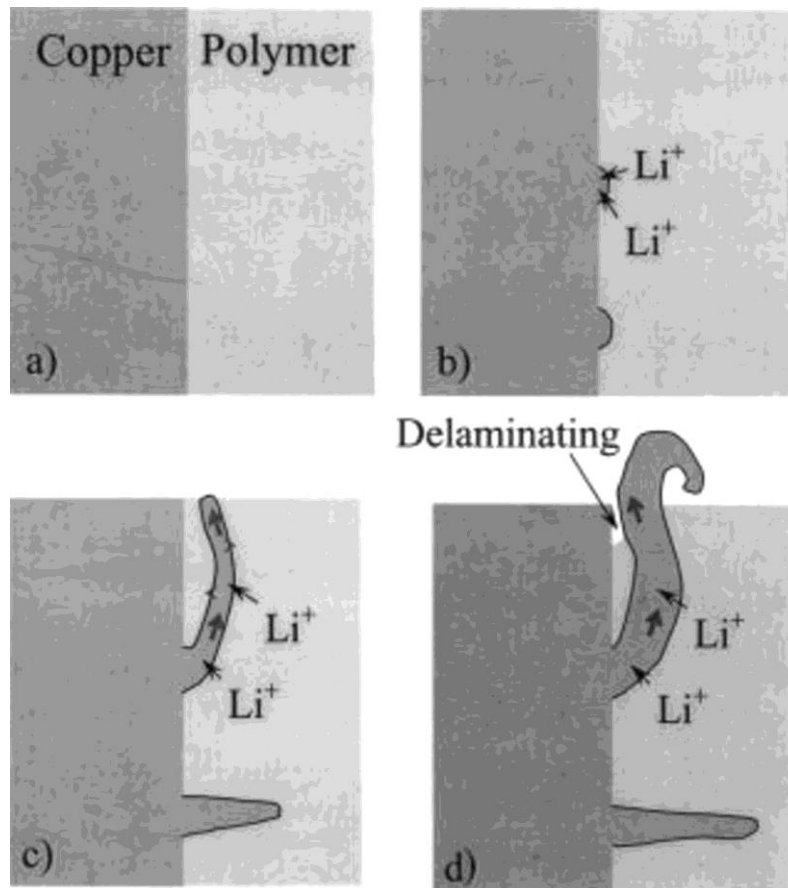 Copper Polymer
a)
Li⁺
Li⁺
b)
Li⁺
Li⁺
c)
Delaminating
Li⁺
Li⁺
d)